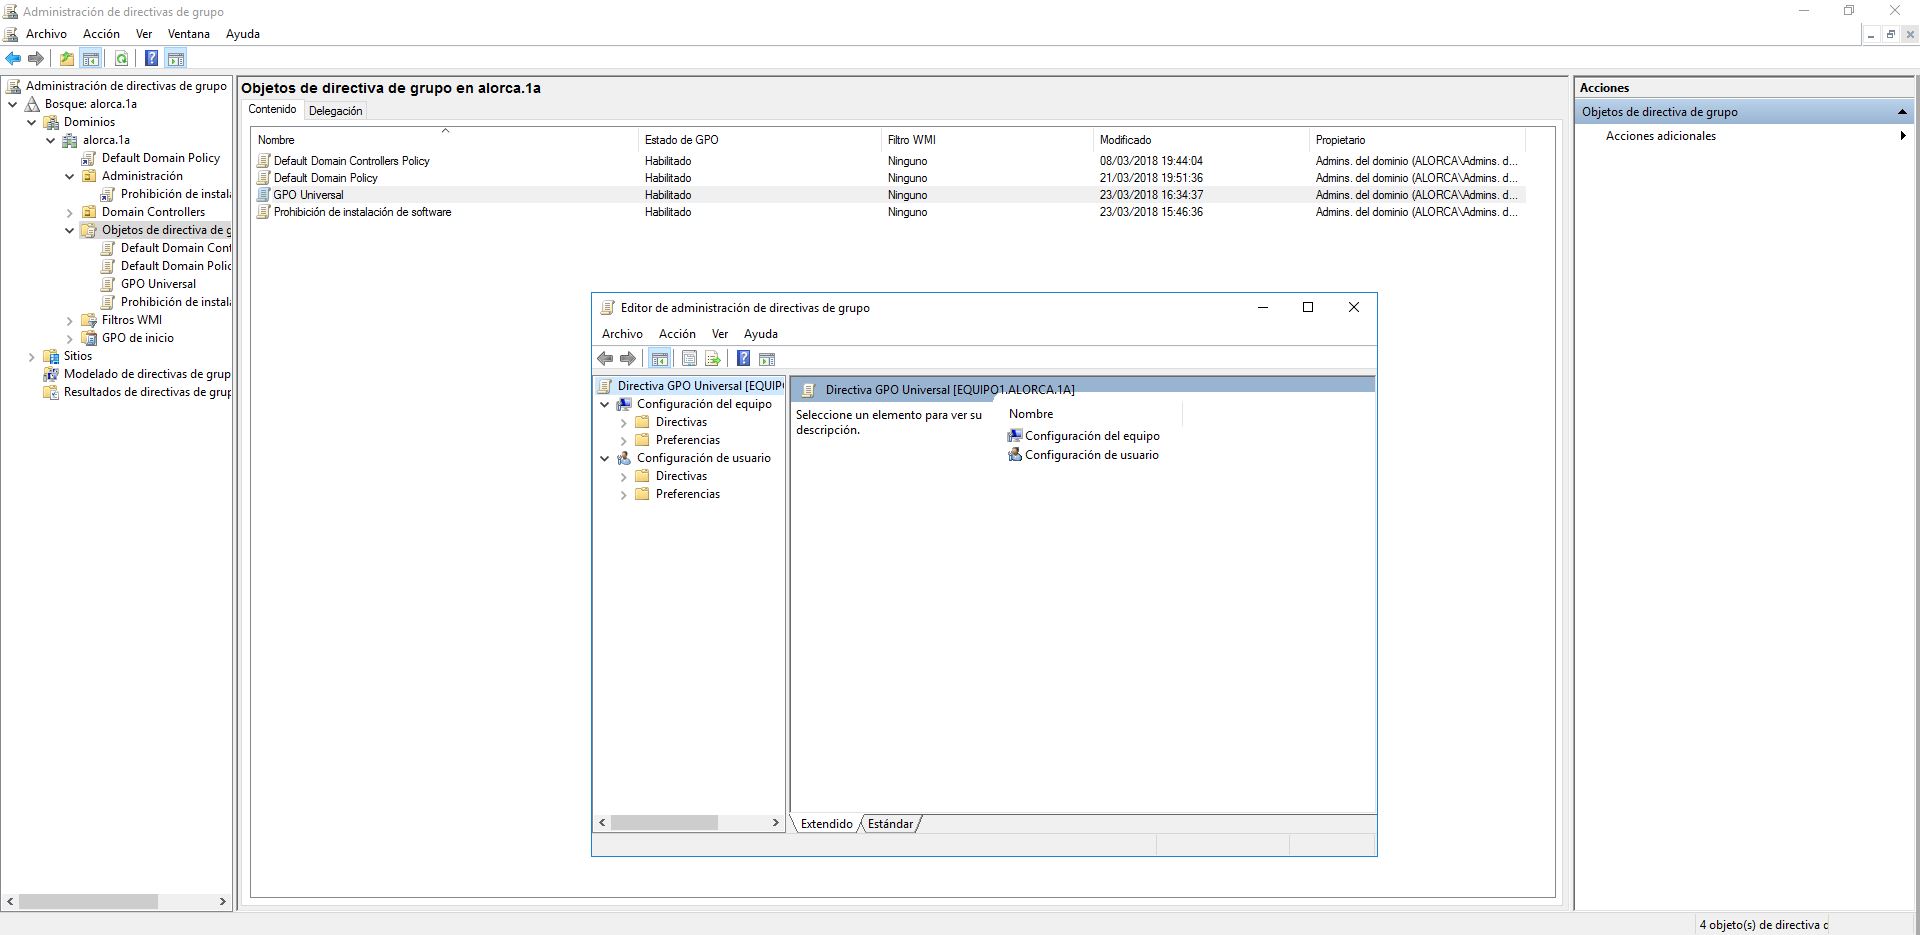 Administración de directivas de grupo
Archivo Acción Ver Ventana Ayuda
Administración de directivas de grupo
Bosque: alorca.1a
Dominios
alorca.1a
Default Domain Policy
Administración
Prohibición de instala
Domain Controllers
Objetos de directiva de g
Default Domain Cont
Default Domain Polic
GPO Universal
Prohibición de instala
Filtros WMI
GPO de inicio
Sitios
Modelado de directivas de grup
Resultados de directivas de grup
Objetos de directiva de grupo en alorca.1a
Contenido Delegación
Nombre Estado de GPO Filtro WMI Modificado Propietario
Default Domain Controllers Policy Habilitado Ninguno 08/03/2018 19:44:04 Admins. del dominio (ALORCA\Admins. d...
Default Domain Policy Habilitado Ninguno 21/03/2018 19:51:36 Admins. del dominio (ALORCA\Admins. d...
GPO Universal Habilitado Ninguno 23/03/2018 16:34:37 Admins. del dominio (ALORCA\Admins. d...
Prohibición de instalación de software Habilitado Ninguno 23/03/2018 15:46:36 Admins. del dominio (ALORCA\Admins. d...
Editor de administración de directivas de grupo
Archivo Acción Ver Ayuda
Directiva GPO Universal [EQUIP
Configuración del equipo
Directivas
Preferencias
Configuración de usuario
Directivas
Preferencias
Directiva GPO Universal [EQUIPO1.ALORCA.1A]
Seleccione un elemento para ver su
descripción.
Nombre
Configuración del equipo
Configuración de usuario
Extendido Estándar
Acciones
Objetos de directiva de grupo
Acciones adicionales
4 objeto(s) de directiva d